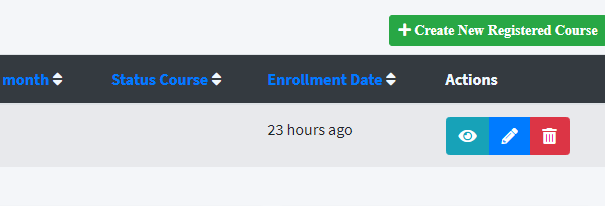 Create New Registered Course
month Status Course Enrollment Date Actions
23 hours ago